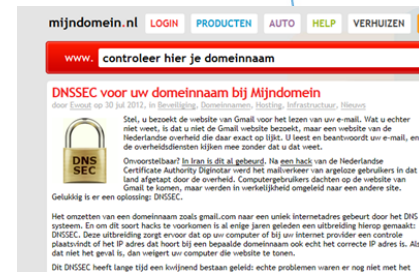 mijndomein.nl LOGIN PRODUCTEN AUTO HELP VERHUIZEN
www. controleer hier je domeinnaam
DNSSEC voor uw domeinnaam bij Mijndomein
door Ewout op 30 jul 2012, in Beveiliging, Domeinnamen, Hosting, Infrastructuur, Nieuws
Stel, u bezoekt de website van Gmail voor het lezen van uw e-mail. Wat u echter
niet weet, is dat u niet de Gmail website bezoekt, maar een website van de
Nederlandse overheid die daar exact op lijkt. U leest en beantwoordt uw e-mail, en
de overheidsdiensten kijken mee zonder dat u dat weet.
DNS
SEC
Onvoorstelbaar? In Iran is dit al gebeurd. Na een hack van de Nederlandse
Certificate Authority Diginotar werd het mailverkeer van argeloze gebruikers in dat
land afgetapt door de overheid. Computergebruikers dachten op de website van
Gmail te komen, maar werden in werkelijkheid omgeleid naar een andere site.
Gelukkig is er een oplossing: DNSSEC.
Het omzetten van een domeinnaam zoals gmail.com naar een uniek internetadres gebeurt door het DNS
systeem. En om dit soort hacks te voorkomen is al enige jaren geleden een uitbreiding hierop gemaakt:
DNSSEC. Deze uitbreiding zorgt ervoor dat op uw computer of bij uw internet provider een controle
plaatsvindt of het IP adres dat hoort bij een bepaalde domeinnaam ook echt het correcte IP adres is. Als
dat niet het geval is, dan weigert uw computer die website te tonen.
Dit DNSSEC heeft lange tijd een kwijnend bestaan geleid: echte problemen waren er nog niet met het